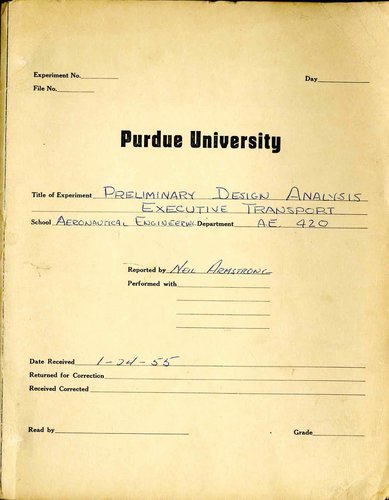 Experiment No.
Day
File No.
Purdue University
Title of Experiment PRELIMINARY DESIGN ANALYSIS
EXECUTIVE TRANSPORT
School AERONAUTICAL ENGINEERING Department A.E. 420
Reported by NEIL ARMSTRONG
Performed with
Date Received 1-24-55
Returned for Correction
Received Corrected
Read by
Grade